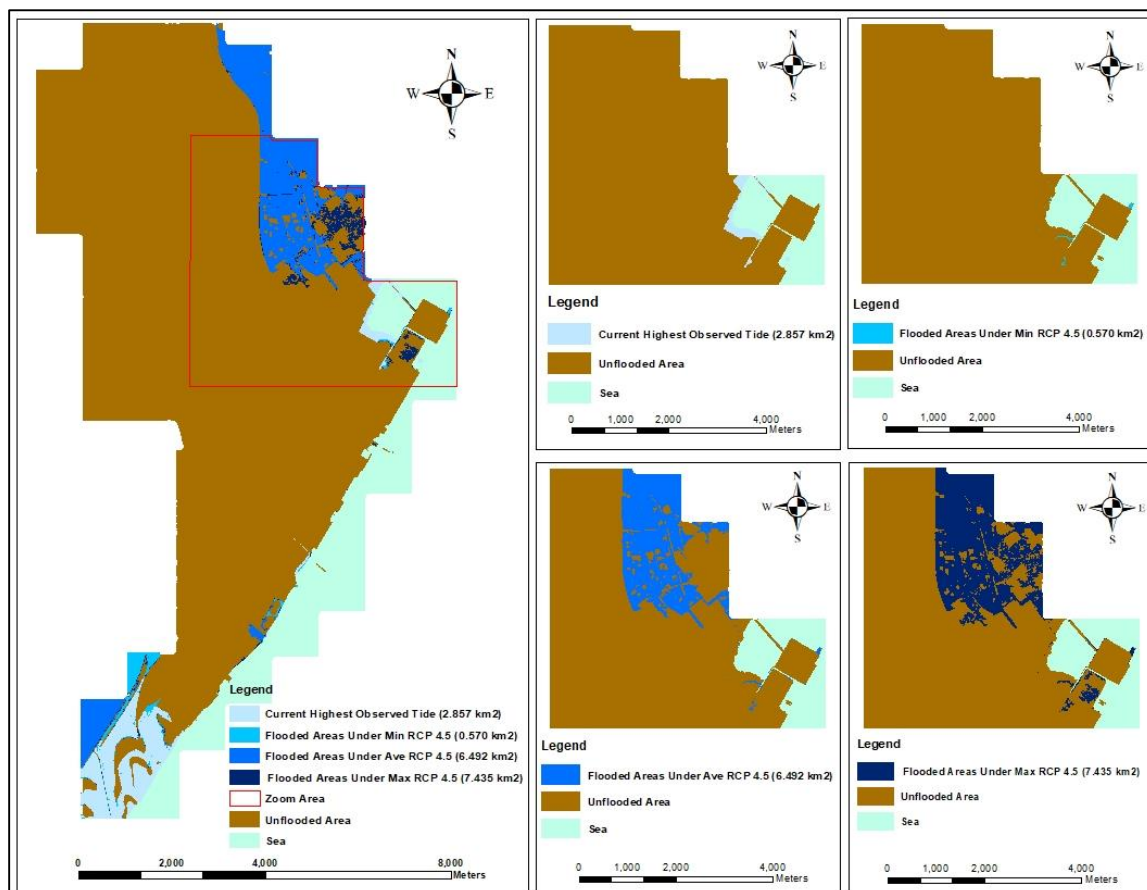 N
W E
S
Legend
Current Highest Observed Tide (2.857 km2)
Flooded Areas Under Min RCP 4.5 (0.570 km2)
Flooded Areas Under Ave RCP 4.5 (6.492 km2)
Flooded Areas Under Max RCP 4.5 (7.435 km2)
Zoom Area
Unflooded Area
Sea
0 2,000 4,000 8,000
Meters
N
W E
S
Legend
Current Highest Observed Tide (2.857 km2)
Unflooded Area
Sea
0 1,000 2,000 4,000
Meters
N
W E
S
Legend
Flooded Areas Under Min RCP 4.5 (0.570 km2)
Unflooded Area
Sea
0 1,000 2,000 4,000
Meters
N
W E
S
Legend
Flooded Areas Under Ave RCP 4.5 (6.492 km2)
Unflooded Area
Sea
0 1,000 2,000 4,000
Meters
N
W E
S
Legend
Flooded Areas Under Max RCP 4.5 (7.435 km2)
Unflooded Area
Sea
0 1,000 2,000 4,000
Meters